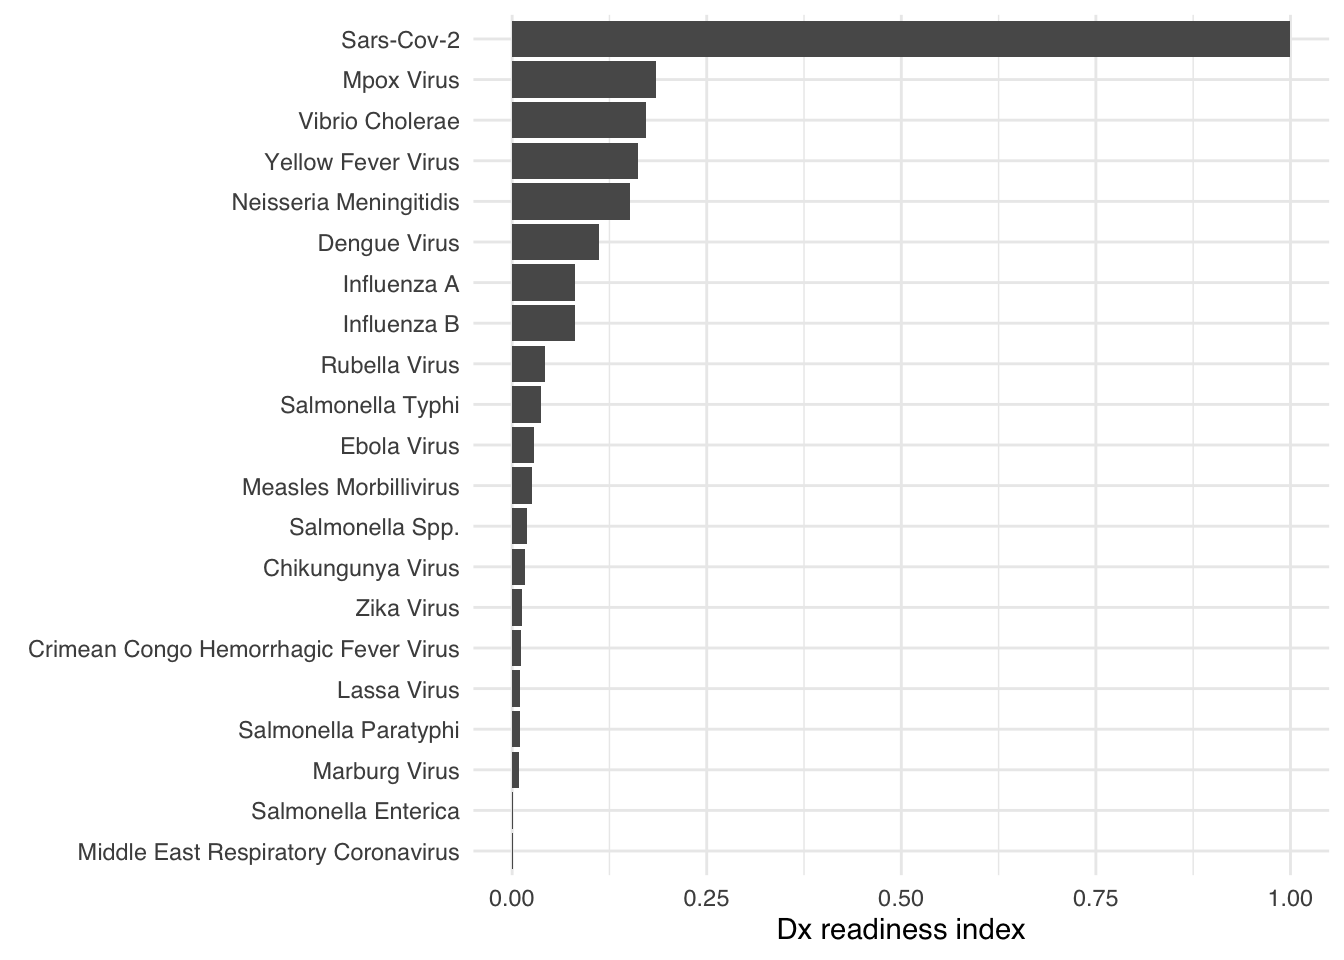 Sars-Cov-2
Mpox Virus
Vibrio Cholerae
Yellow Fever Virus
Neisseria Meningitidis
Dengue Virus
Influenza A
Influenza B
Rubella Virus
Salmonella Typhi
Ebola Virus
Measles Morbillivirus
Salmonella Spp.
Chikungunya Virus
Zika Virus
Crimean Congo Hemorrhagic Fever Virus
Lassa Virus
Salmonella Paratyphi
Marburg Virus
Salmonella Enterica
Middle East Respiratory Coronavirus
0.00 0.25 0.50 0.75 1.00
Dx readiness index